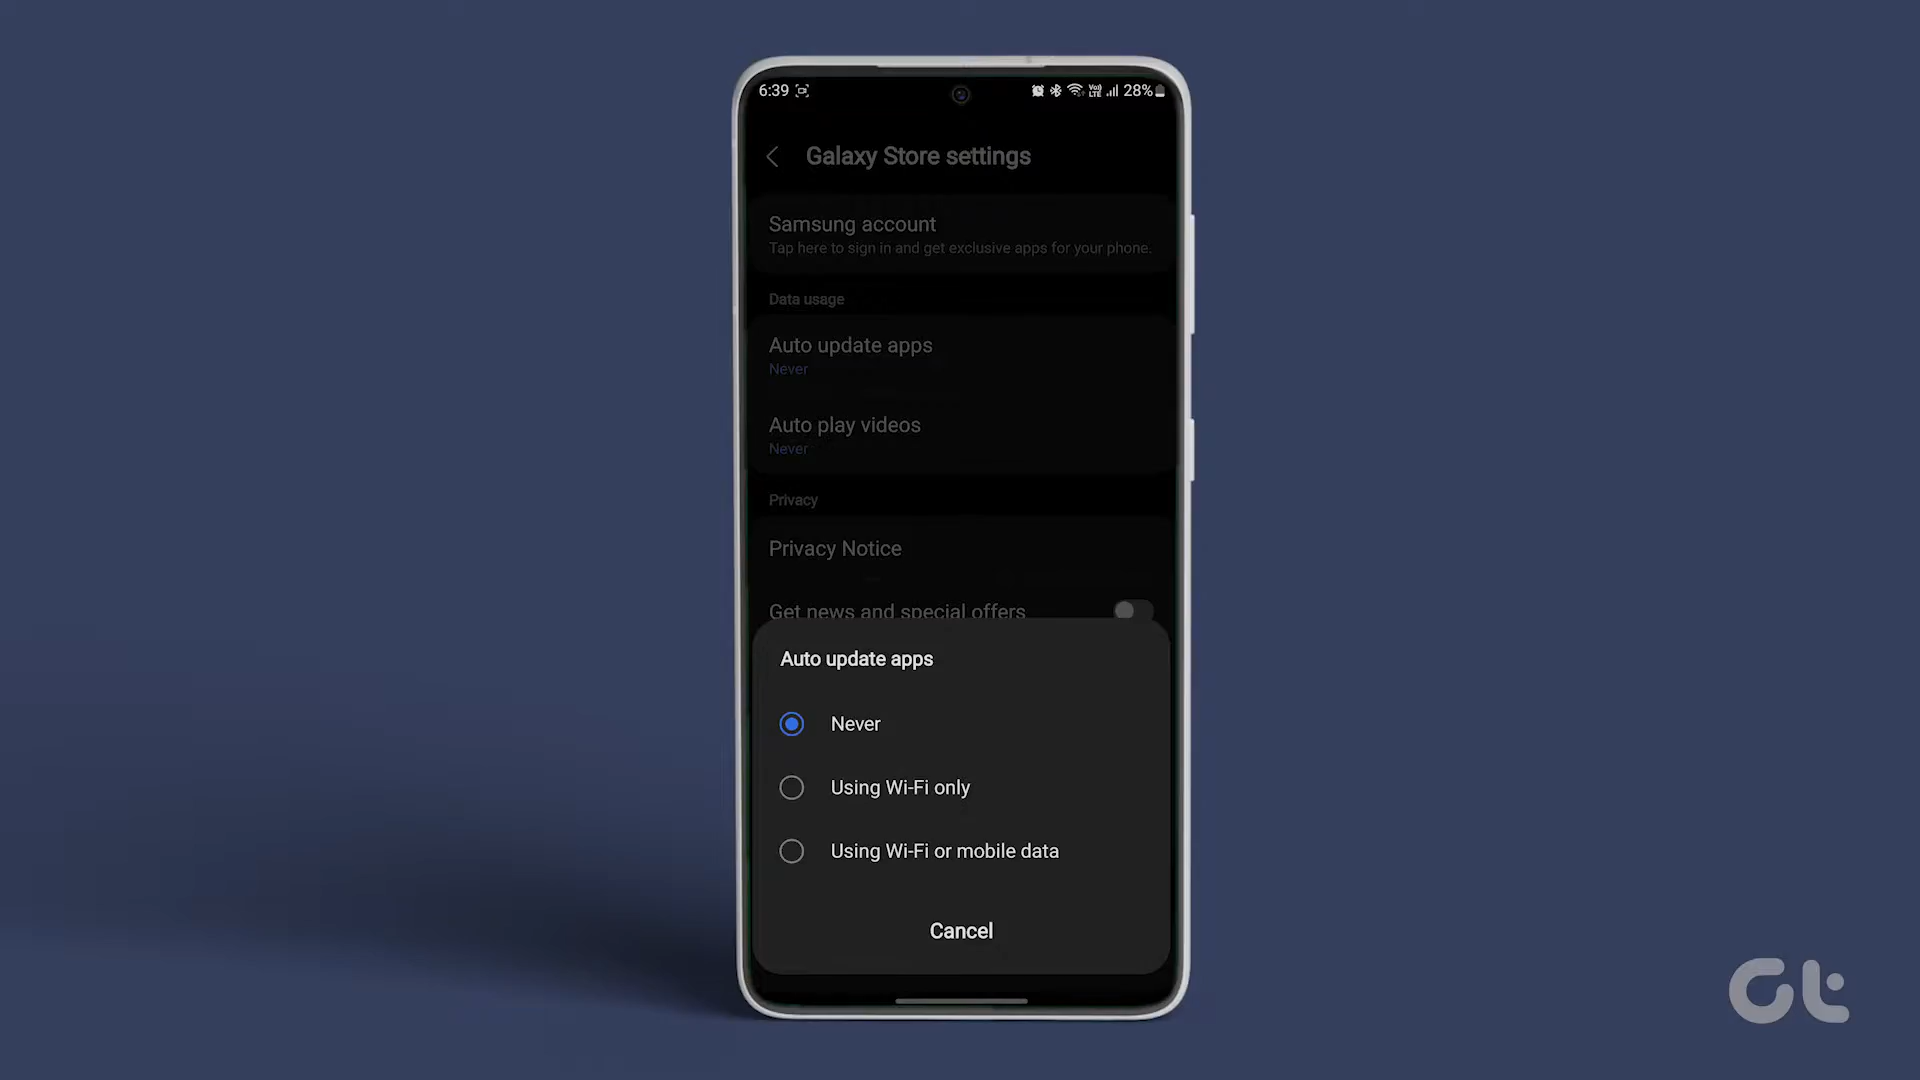 6:39 28%
Galaxy Store settings
Samsung account
Tap here to sign in and get exclusive apps for your phone.
Data usage
Auto update apps
Never
Auto play videos
Never
Privacy
Privacy Notice
Get news and special offers
Auto update apps
Never
Using Wi-Fi only
Using Wi-Fi or mobile data
Cancel
Gt